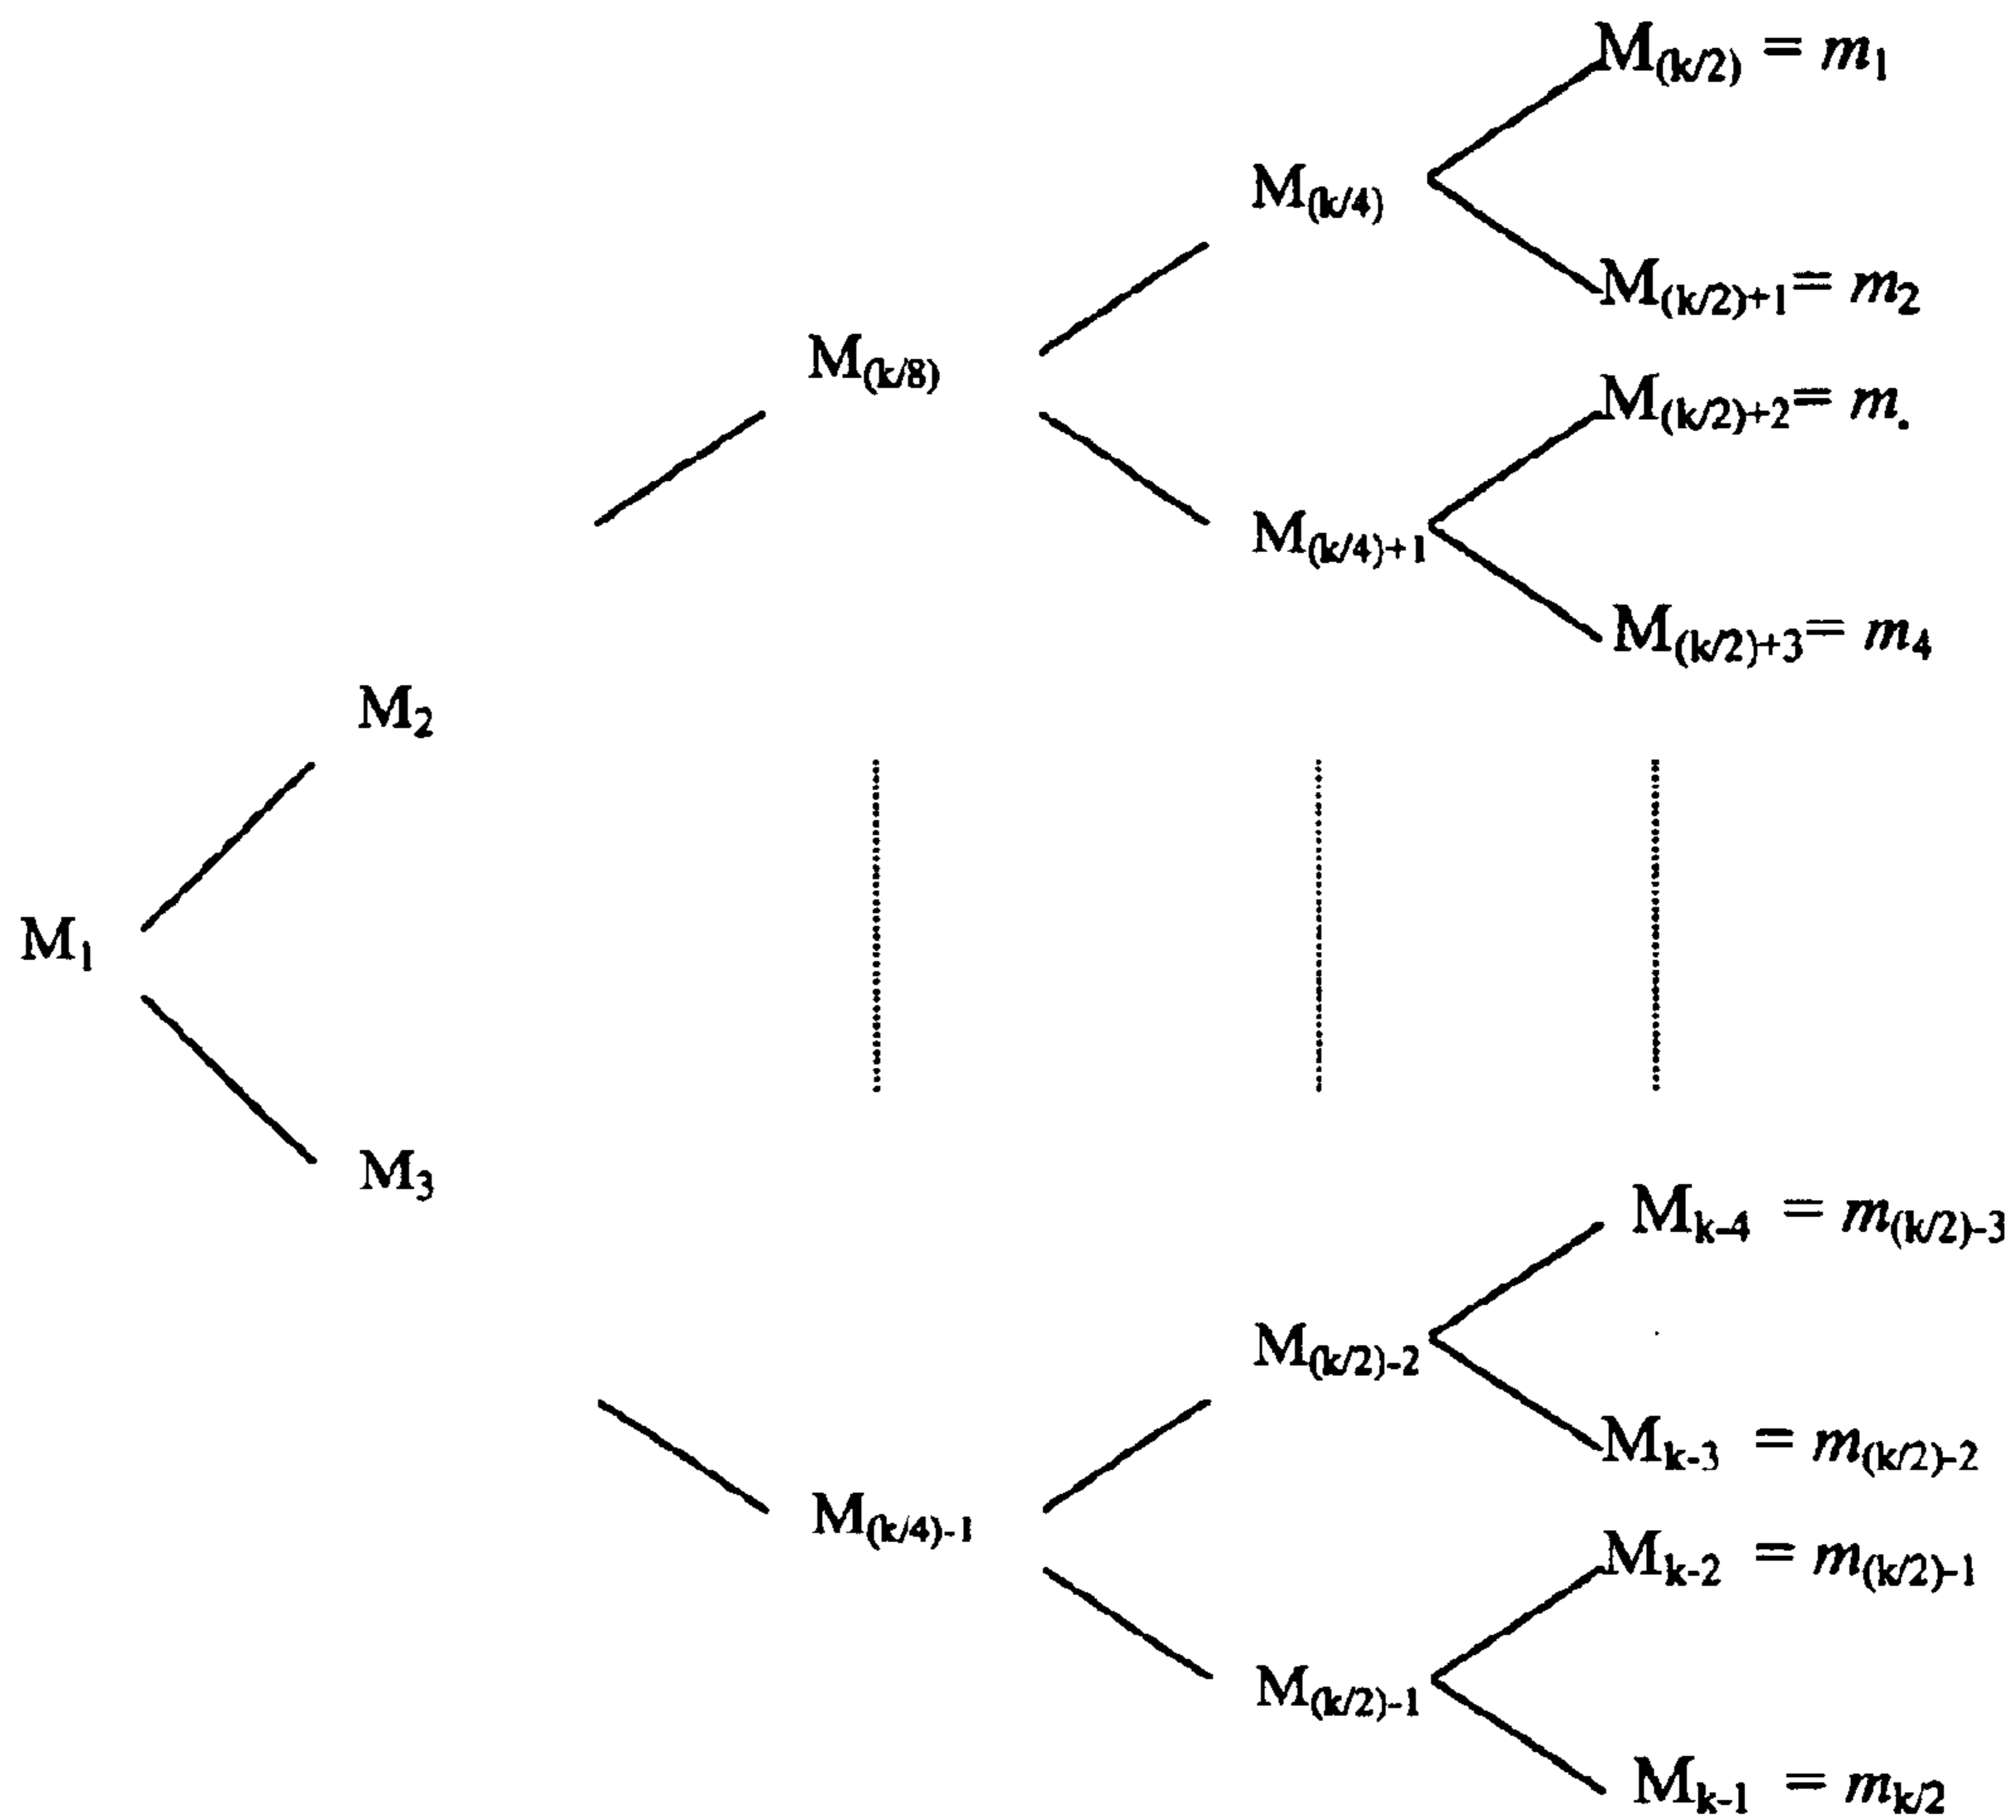 M₍k/2₎ = m₁
M₍k/4₎
M₍k/2₎+1 = m₂
M₍k/8₎
M₍k/2₎+2 = m.
M₍k/4₎+1
M₍k/2₎+3 = m₄
M₂
M₁
M₃
Mk-4 = m(k/2)-3
M(k/2)-2
Mk-3 = m(k/2)-2
M(k/4)-1
Mk-2 = m(k/2)-1
M(k/2)-1
Mk-1 = mk/2